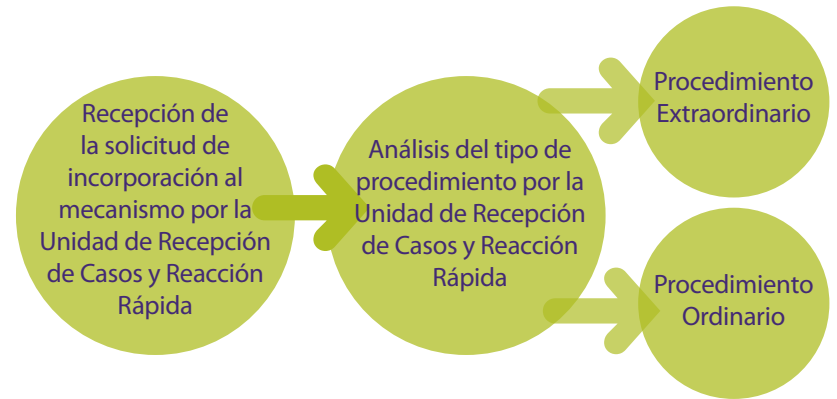 Recepción de
la solicitud de
incorporación al
mecanismo por la
Unidad de Recepción
de Casos y Reacción
Rápida
Análisis del tipo de
procedimiento por la
Unidad de Recepción
de Casos y Reacción
Rápida
Procedimiento
Extraordinario
Procedimiento
Ordinario